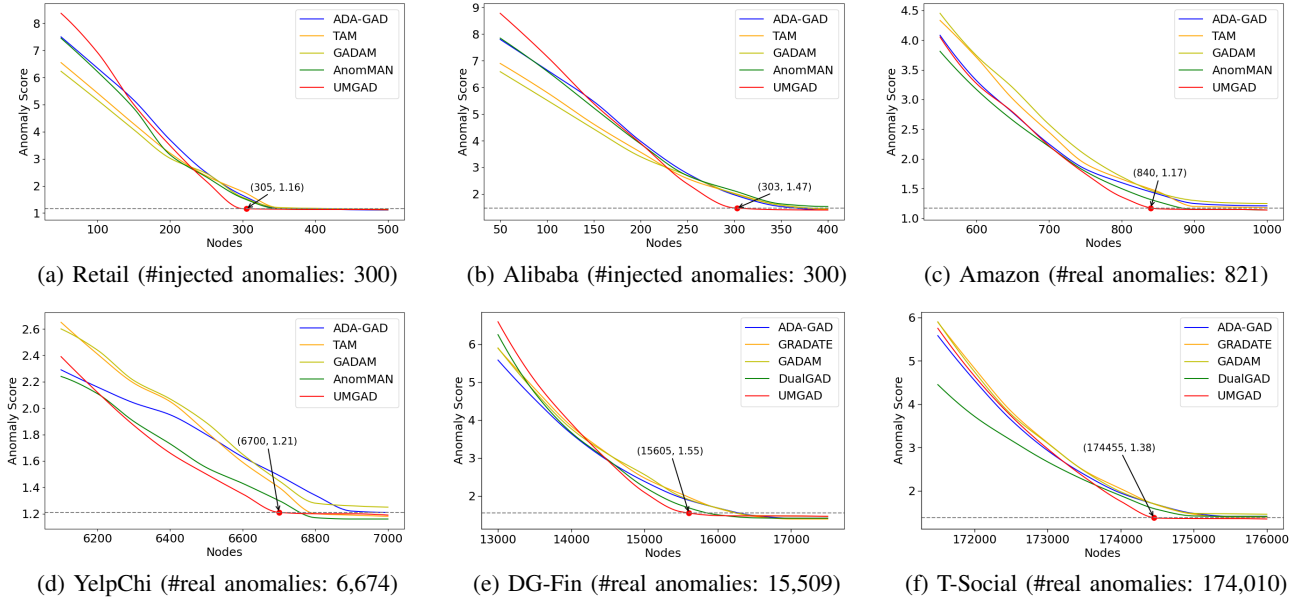 8
7
6
5
4
3
2
1
Anomaly Score
ADA-GAD
TAM
GADAM
AnomMAN
UMGAD
(305, 1.16)
100
200
300
400
500
Nodes
(a) Retail (#injected anomalies: 300)
9
8
7
6
5
4
3
2
Anomaly Score
ADA-GAD
TAM
GADAM
AnomMAN
UMGAD
(303, 1.47)
50
100
150
200
250
300
350
400
Nodes
(b) Alibaba (#injected anomalies: 300)
4.5
4.0
3.5
3.0
2.5
2.0
1.5
1.0
Anomaly Score
ADA-GAD
TAM
GADAM
AnomMAN
UMGAD
(840, 1.17)
600
700
800
900
1000
Nodes
(c) Amazon (#real anomalies: 821)
2.6
2.4
2.2
2.0
1.8
1.6
1.4
1.2
Anomaly Score
ADA-GAD
TAM
GADAM
AnomMAN
UMGAD
(6700, 1.21)
6200
6400
6600
6800
7000
Nodes
(d) YelpChi (#real anomalies: 6,674)
6
5
4
3
2
Anomaly Score
ADA-GAD
GRADATE
GADAM
DualGAD
UMGAD
(15605, 1.55)
13000
14000
15000
16000
17000
Nodes
(e) DG-Fin (#real anomalies: 15,509)
6
5
4
3
2
Anomaly Score
ADA-GAD
GRADATE
GADAM
DualGAD
UMGAD
(174455, 1.38)
172000
173000
174000
175000
176000
Nodes
(f) T-Social (#real anomalies: 174,010)